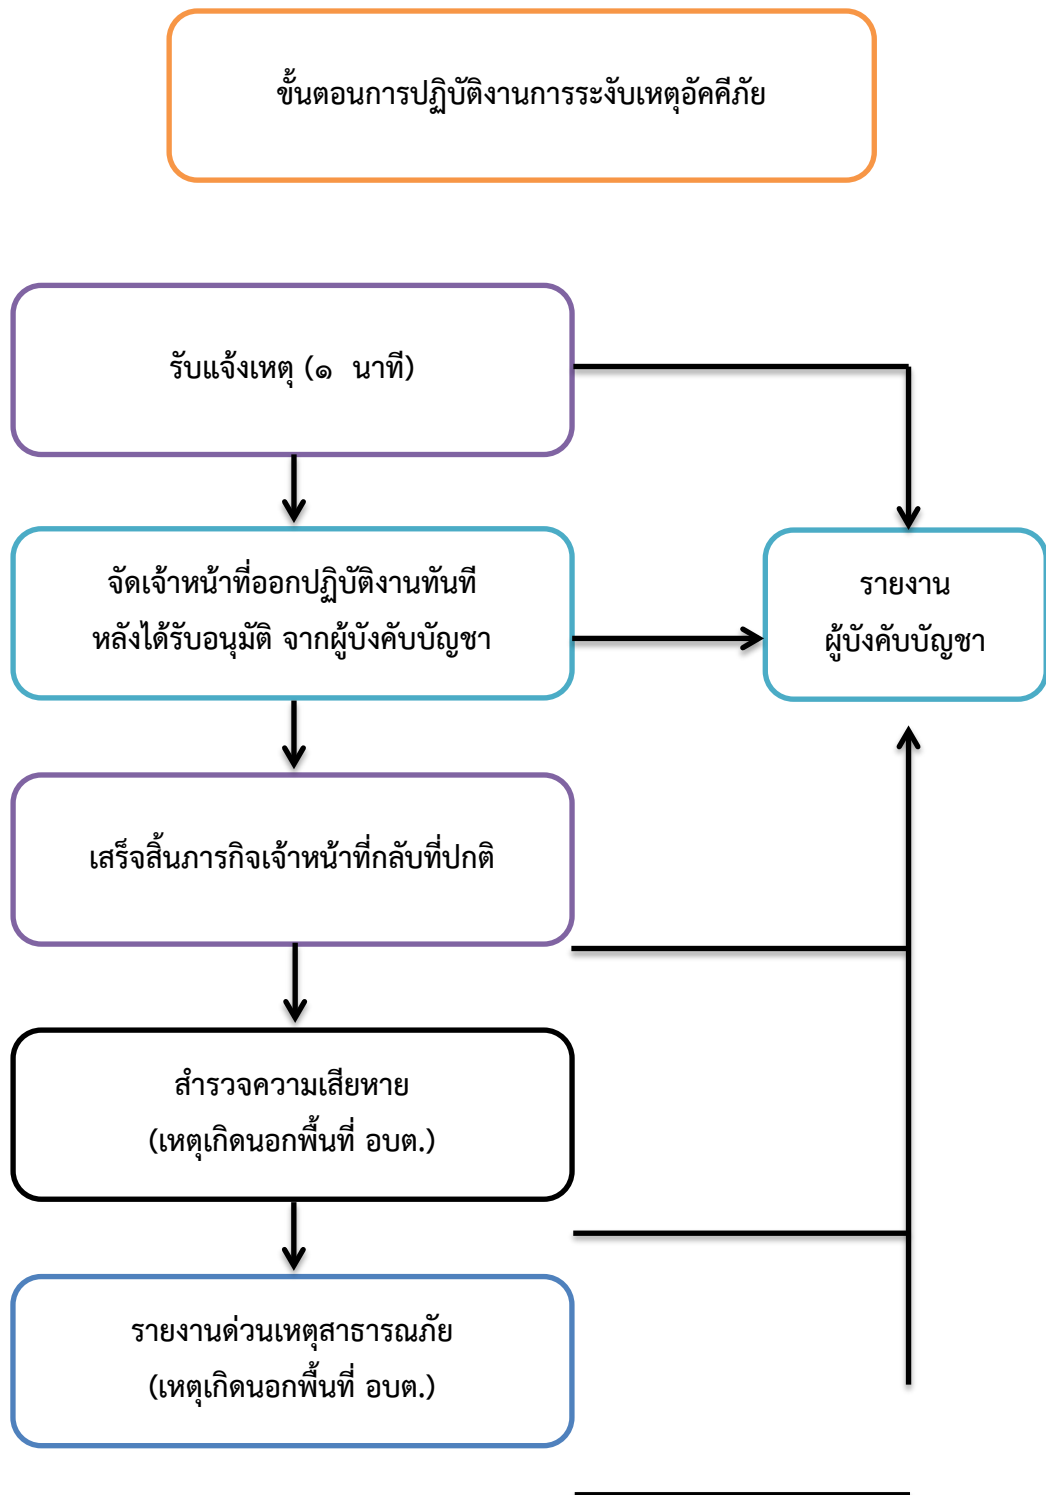 ขั้นตอนการปฏิบัติงานการระงับเหตุอัคคีภัย
รับแจ้งเหตุ (๑ นาที)
จัดเจ้าหน้าที่ออกปฏิบัติงานทันที
หลังได้รับอนุมัติ จากผู้บังคับบัญชา
รายงาน
ผู้บังคับบัญชา
เสร็จสิ้นภารกิจเจ้าหน้าที่กลับที่ปกติ
สำรวจความเสียหาย
(เหตุเกิดนอกพื้นที่ อบต.)
รายงานด่วนเหตุสาธารณภัย
(เหตุเกิดนอกพื้นที่ อบต.)